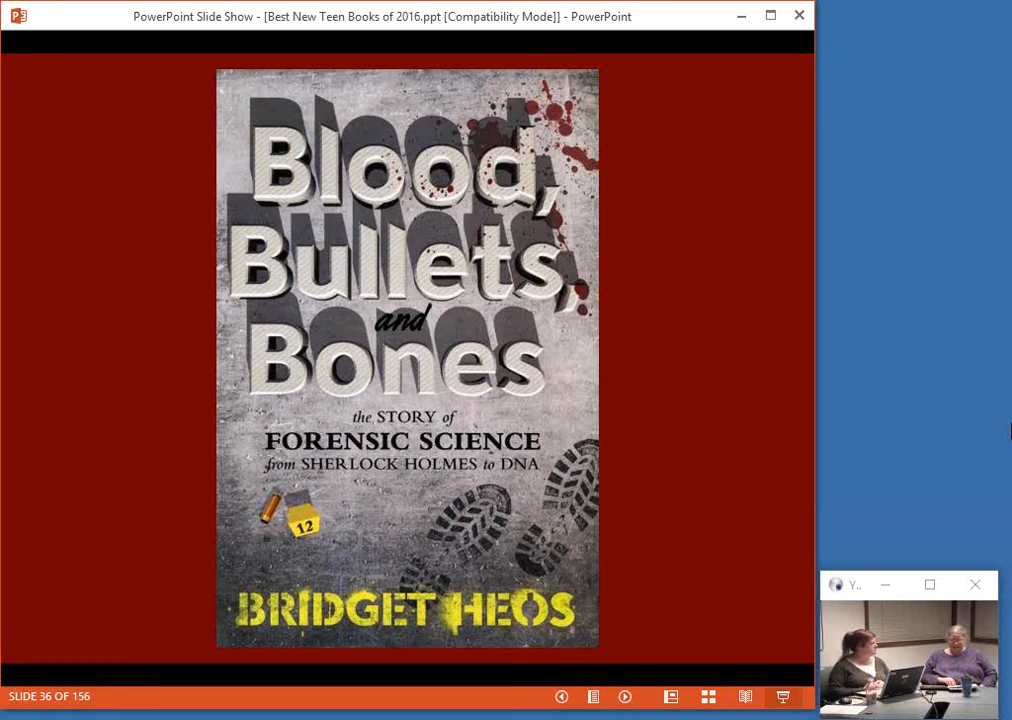 PowerPoint Slide Show - [Best New Teen Books of 2016.ppt [Compatibility Mode]] - PowerPoint
Blood,
Bullets,
and
Bones
the STORY of
FORENSIC SCIENCE
from SHERLOCK HOLMES to DNA
12
BRIDGET HEOS
SLIDE 36 OF 156
Y..